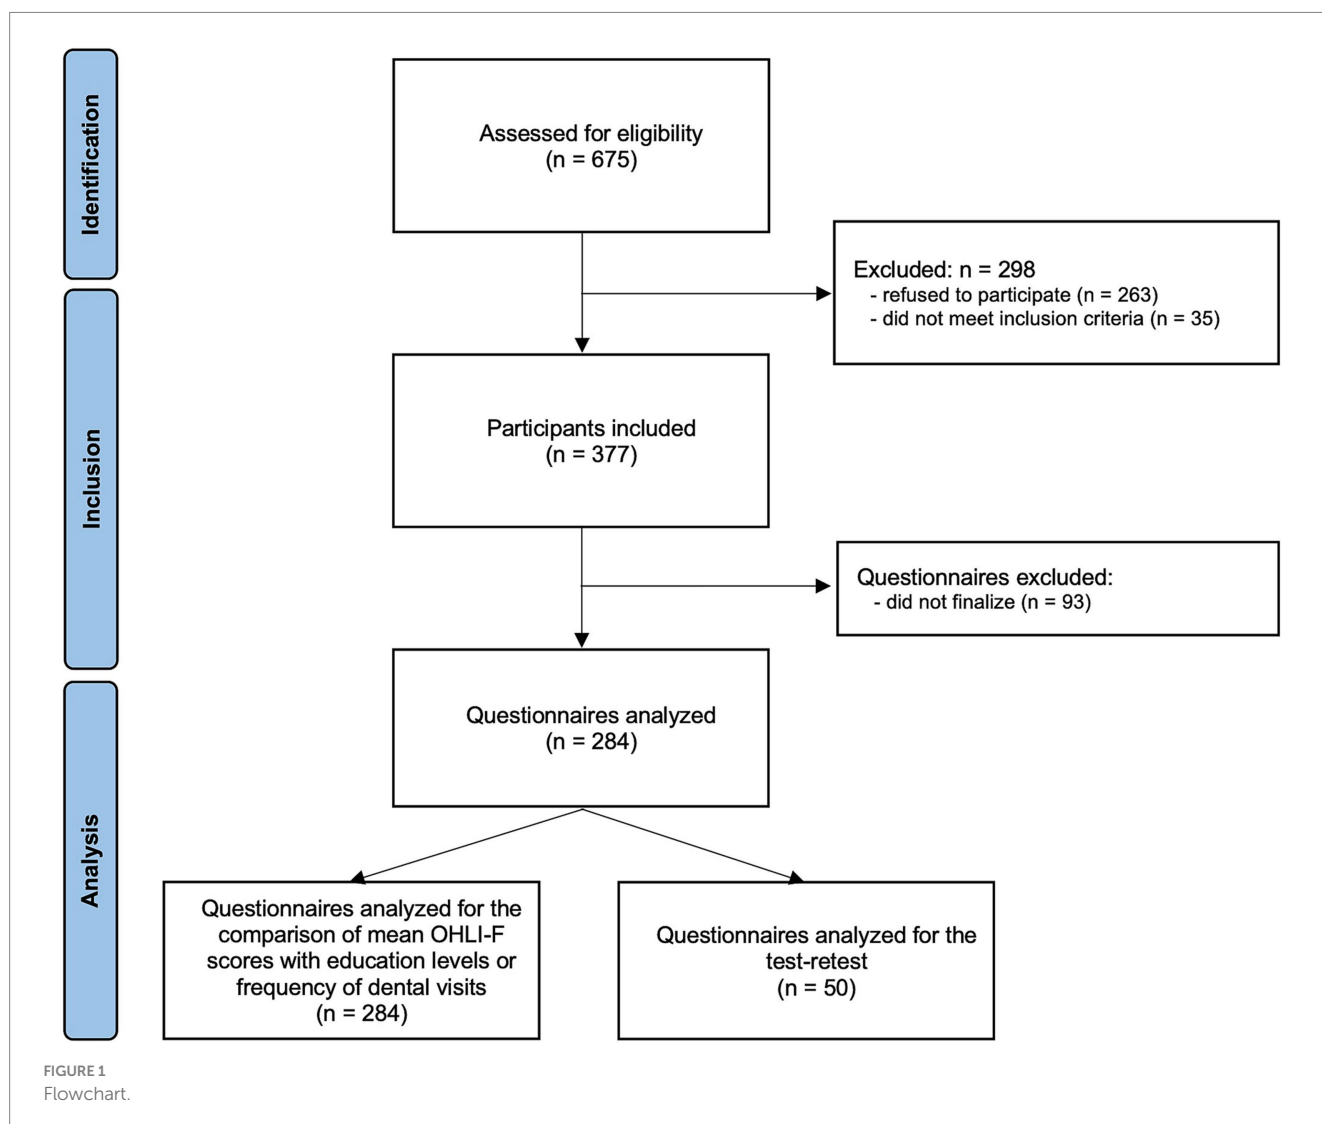 Identification
Assessed for eligibility
(n = 675)
Excluded: n = 298
- refused to participate (n = 263)
- did not meet inclusion criteria (n = 35)
Inclusion
Participants included
(n = 377)
Questionnaires excluded:
- did not finalize (n = 93)
Questionnaires analyzed
(n = 284)
Analysis
Questionnaires analyzed for the
comparison of mean OHLI-F
scores with education levels or
frequency of dental visits
(n = 284)
Questionnaires analyzed for the
test-retest
(n = 50)
FIGURE 1
Flowchart.